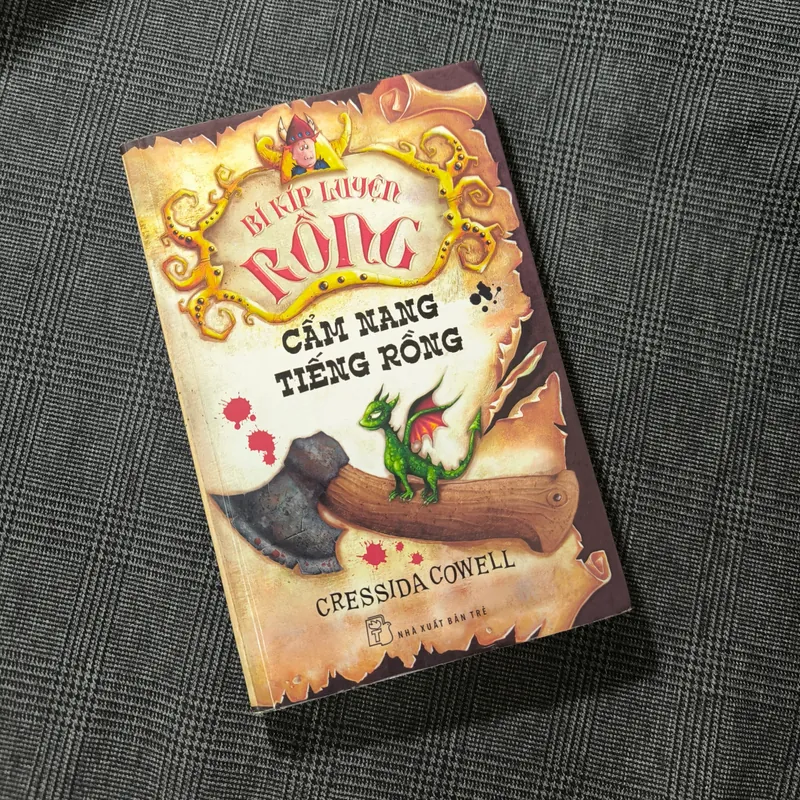 BÍ KÍP LUYỆN
RỒNG
CẨM NANG
TIẾNG RỒNG
CRESSIDA COWELL
NHÀ XUẤT BẢN TRẺ